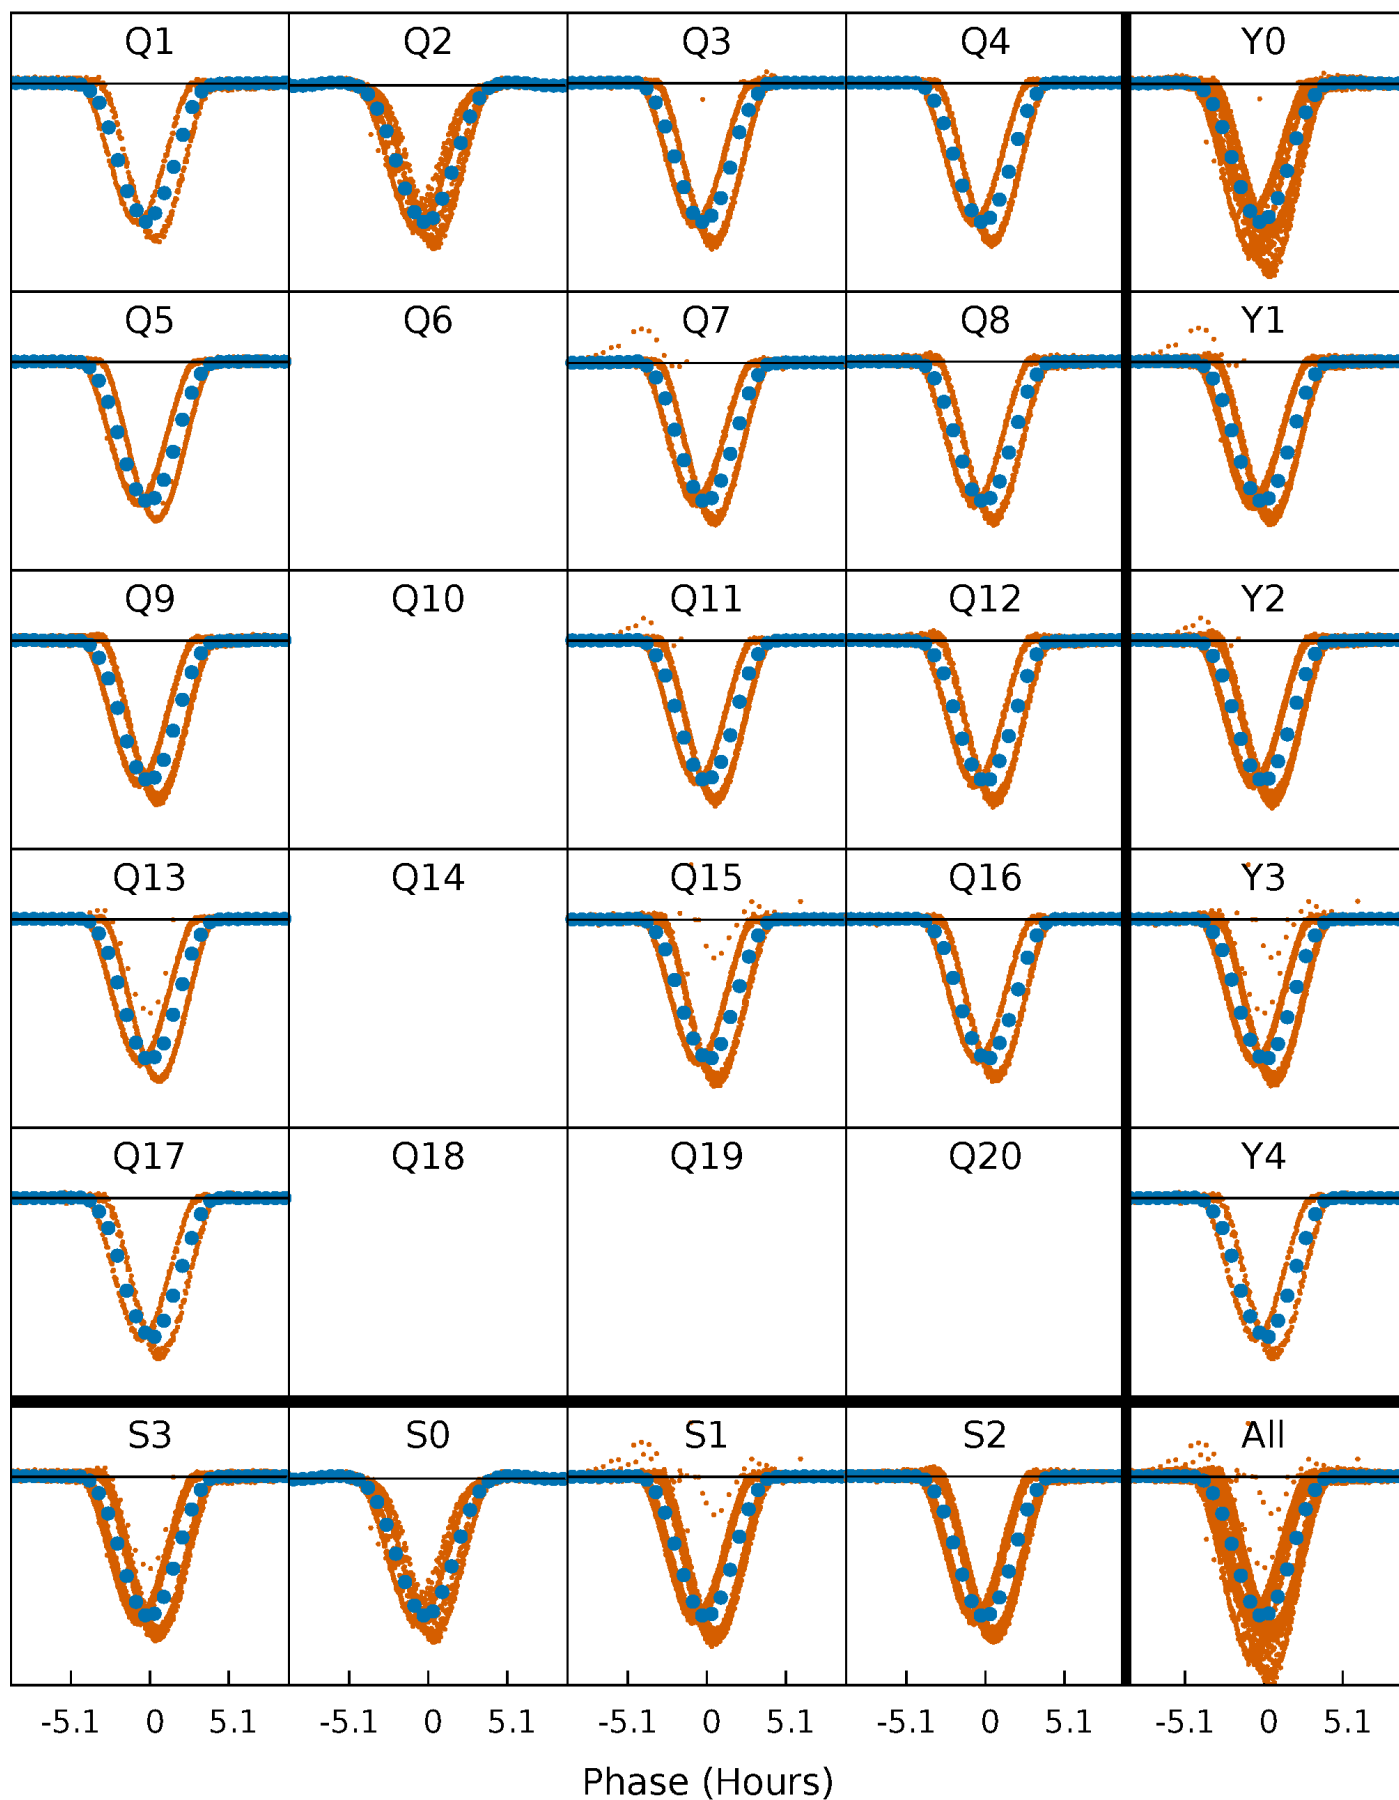 Q1 Q2 Q3 Q4 Y0
Q5 Q6 Q7 Q8 Y1
Q9 Q10 Q11 Q12 Y2
Q13 Q14 Q15 Q16 Y3
Q17 Q18 Q19 Q20 Y4
S3 S0 S1 S2 All
-5.1 0 5.1 -5.1 0 5.1 -5.1 0 5.1 -5.1 0 5.1 -5.1 0 5.1
Phase (Hours)